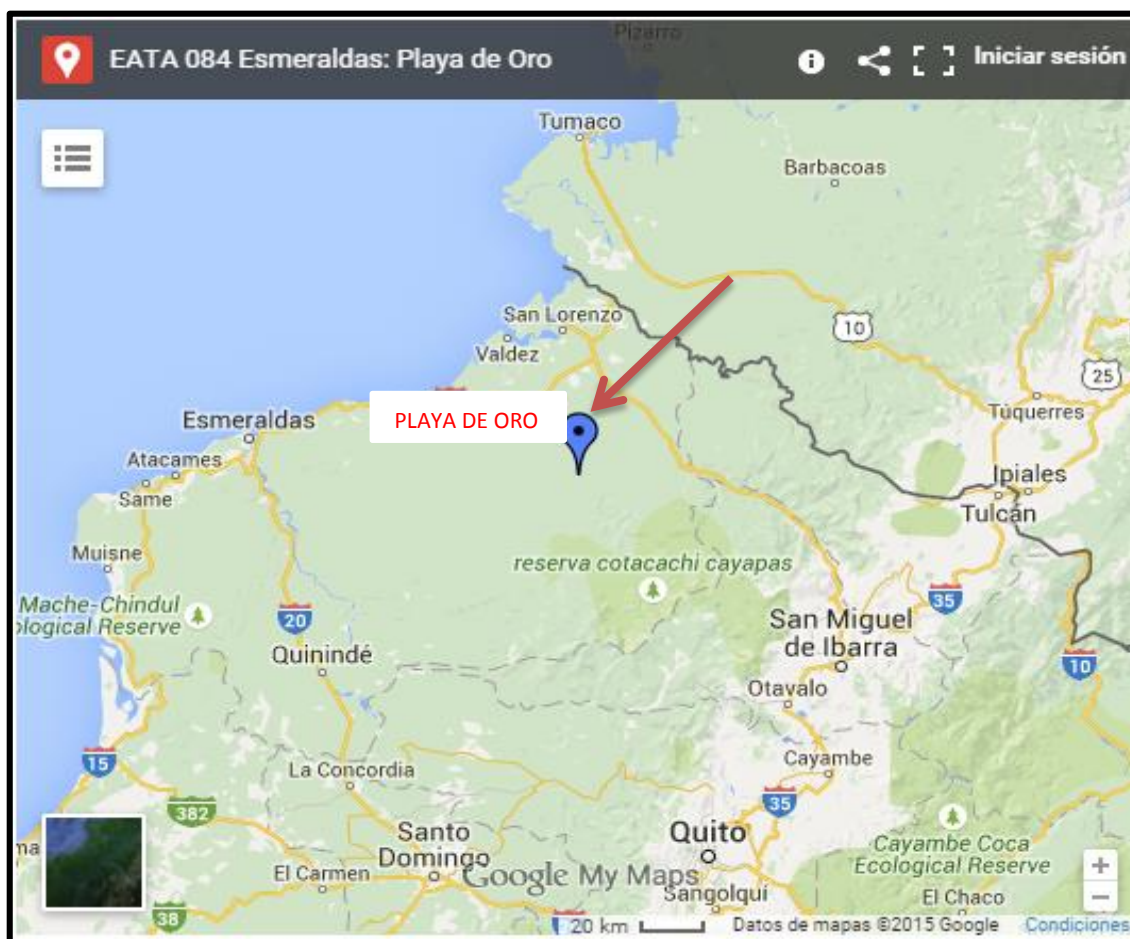 Pizarro
EATA 084 Esmeraldas: Playa de Oro
Iniciar sesión
Tumaco
Barbacoas
San Lorenzo
10
Valdez
25
PLAYA DE ORO
Túquerres
Esmeraldas
Atacames
Ipiales
Same
Tulcán
Muisne
reserva cotacachi cayapas
Mache-Chindul
ological Reserve
35
20
San Miguel
de Ibarra
Quinindé
10
Otavalo
15
La Concordia
Cayambe
35
382
Santo
Domingo
Quito
Cayambe Coca
Ecological Reserve
ma
El Carmen
Google My Maps
Sangolquí
El Chaco
38
20 km
Datos de mapas ©2015 Google
Condiciones